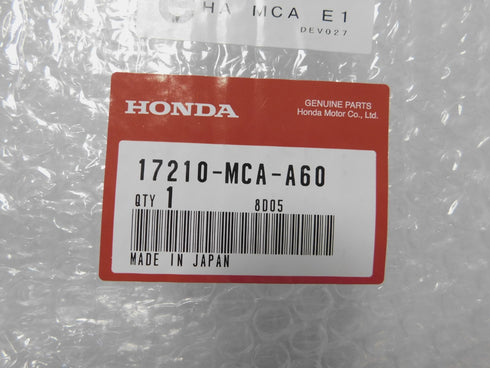 HA MCA E1
DEV027
HONDA
GENUINE PARTS
Honda Motor Co., Ltd.
17210-MCA-A60
QTY 1 8D05
MADE IN JAPAN